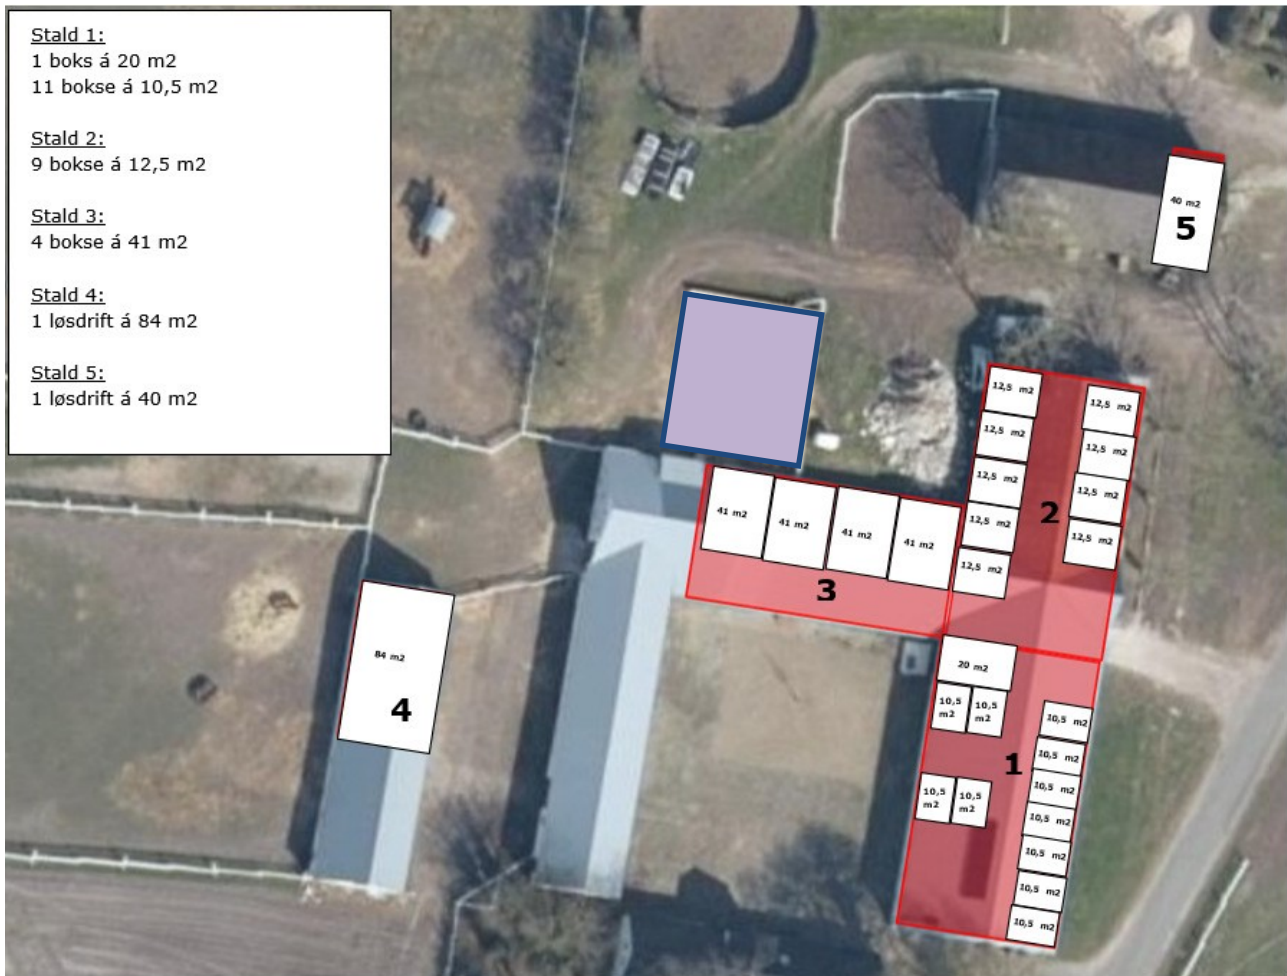 Stald 1:
1 boks á 20 m2
11 bokse á 10,5 m2
Stald 2:
9 bokse á 12,5 m2
Stald 3:
4 bokse á 41 m2
Stald 4:
1 løsdrift á 84 m2
Stald 5:
1 løsdrift á 40 m2
40 m2
5
12,5 m2
12,5 m2
12,5 m2
12,5 m2
12,5 m2
12,5 m2
12,5 m2
12,5 m2
12,5 m2
2
41 m2
41 m2
41 m2
41 m2
3
84 m2
4
20 m2
10,5
m2
10,5
m2
10,5
m2
10,5
m2
1
10,5 m2
10,5 m2
10,5 m2
10,5 m2
10,5 m2
10,5 m2
10,5 m2